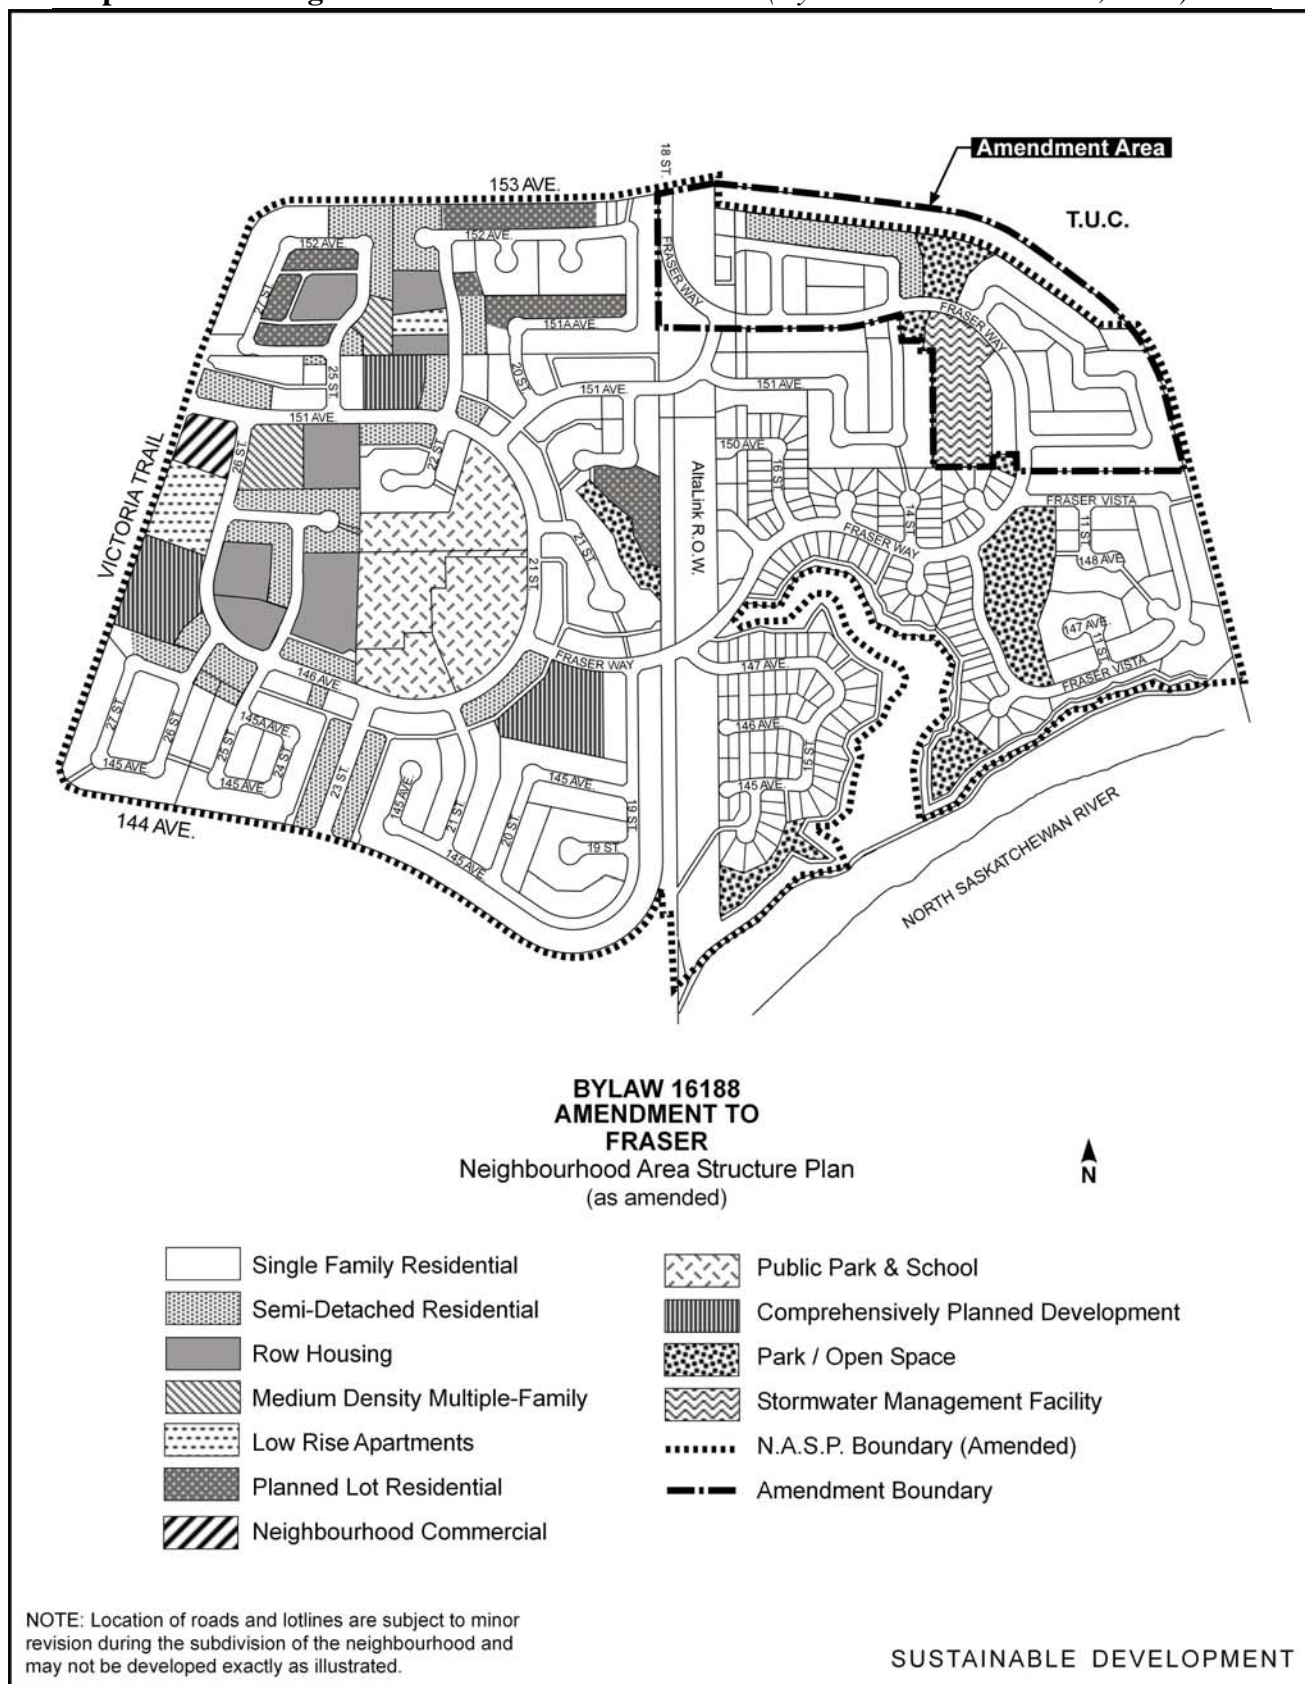 Amendment Area
18 ST.
153 AVE.
T.U.C.
152 AVE.
152 AVE.
FRASER WAY
27 ST.
151A AVE.
FRASER WAY
25 ST.
20 ST.
151 AVE.
151 AVE.
151 AVE.
26 ST.
22 ST.
150 AVE.
16 ST.
VICTORIA TRAIL
AltaLink R.O.W.
14 ST.
FRASER VISTA
11 ST.
FRASER WAY
148 AVE.
21 ST.
21 ST.
147 AVE.
11 ST.
FRASER WAY
147 AVE.
FRASER VISTA
146 AVE.
27 ST.
26 ST.
25 ST.
145A AVE.
24 ST.
145 AVE.
145 AVE.
23 ST.
145 AVE.
21 ST.
145 AVE.
20 ST.
145 AVE.
19 ST.
19 ST.
146 AVE.
15 ST.
145 AVE.
144 AVE.
NORTH SASKATCHEWAN RIVER
BYLAW 16188
AMENDMENT TO
FRASER
Neighbourhood Area Structure Plan
(as amended)
N
Single Family Residential
Semi-Detached Residential
Row Housing
Medium Density Multiple-Family
Low Rise Apartments
Planned Lot Residential
Neighbourhood Commercial
Public Park & School
Comprehensively Planned Development
Park / Open Space
Stormwater Management Facility
N.A.S.P. Boundary (Amended)
Amendment Boundary
NOTE: Location of roads and lotlines are subject to minor
revision during the subdivision of the neighbourhood and
may not be developed exactly as illustrated.
SUSTAINABLE DEVELOPMENT